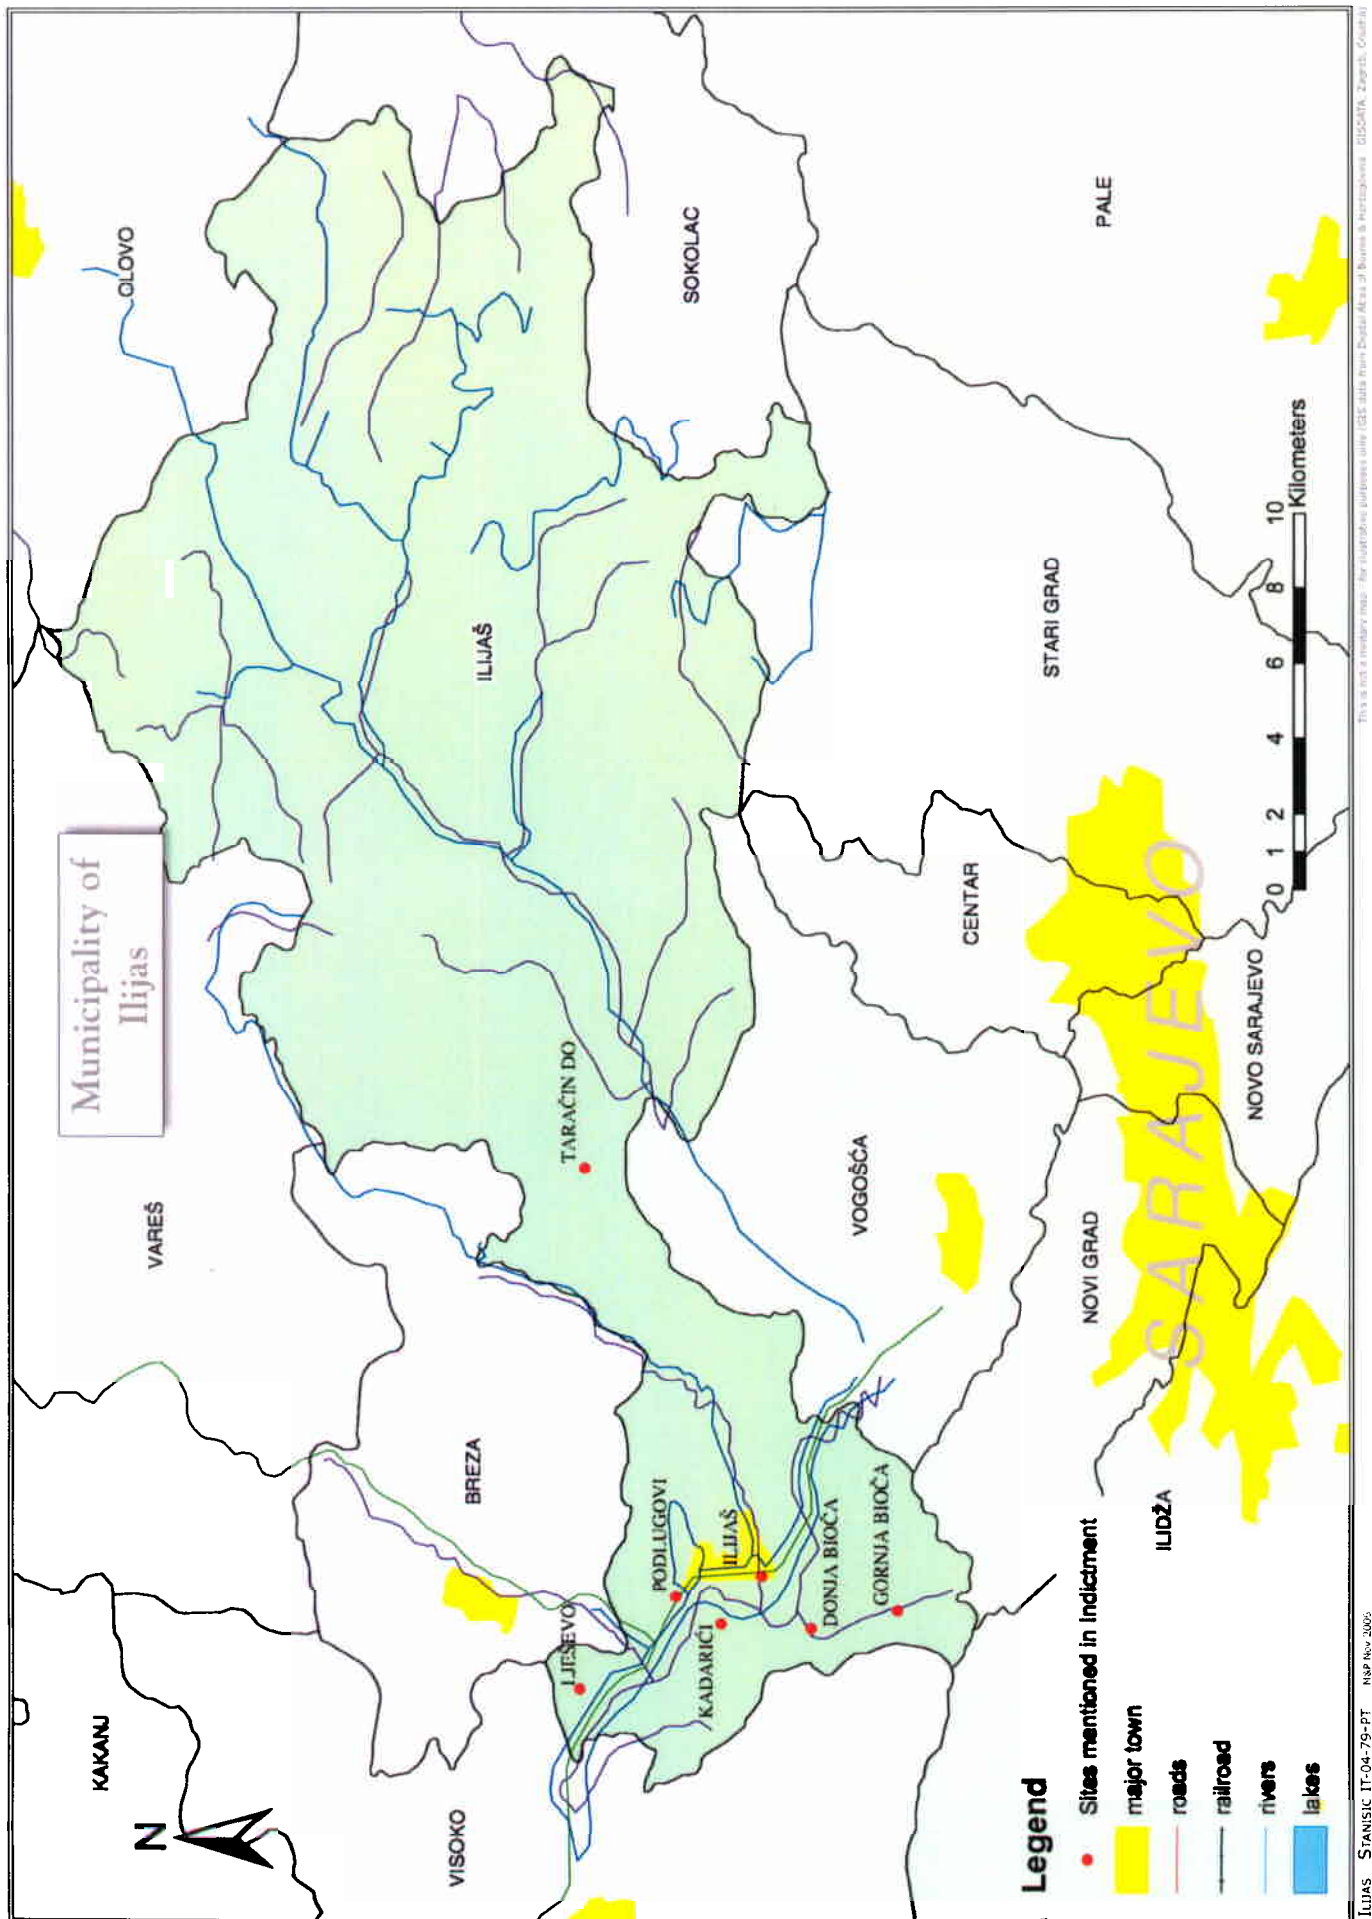 Municipality of
Ilijas
OLOVO
SOKOLAC
PALE
VAREŠ
ILIJAŠ
STARI GRAD
KAKANJ
BREZA
TARAČIN DO
CENTAR
VISOKO
VOGOŠĆA
SARAJEVO
NOVO SARAJEVO
NOVI GRAD
ILIDŽA
LJEŠEVO
PODLUGOVI
ILIJAŠ
KADARIĆI
DONJA BIOČA
GORNJA BIOČA
N
Legend
Sites mentioned in Indictment
major town
roads
railroad
rivers
lakes
0 1 2 4 6 8 10
Kilometers
ILIJAS STANISIC IT-04-79-PT M&P Nov 2005